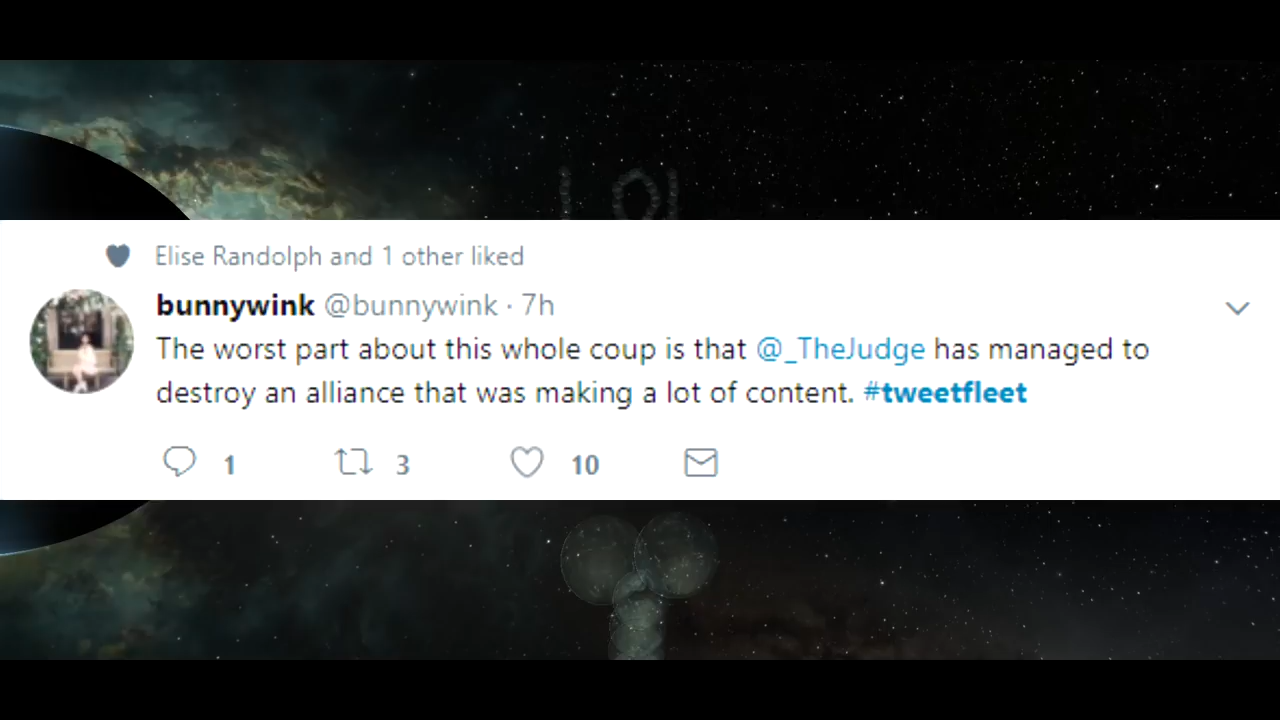 lol
Elise Randolph and 1 other liked
bunnywink @bunnywink · 7h
The worst part about this whole coup is that @_TheJudge has managed to
destroy an alliance that was making a lot of content. #tweetfleet
1 3 10